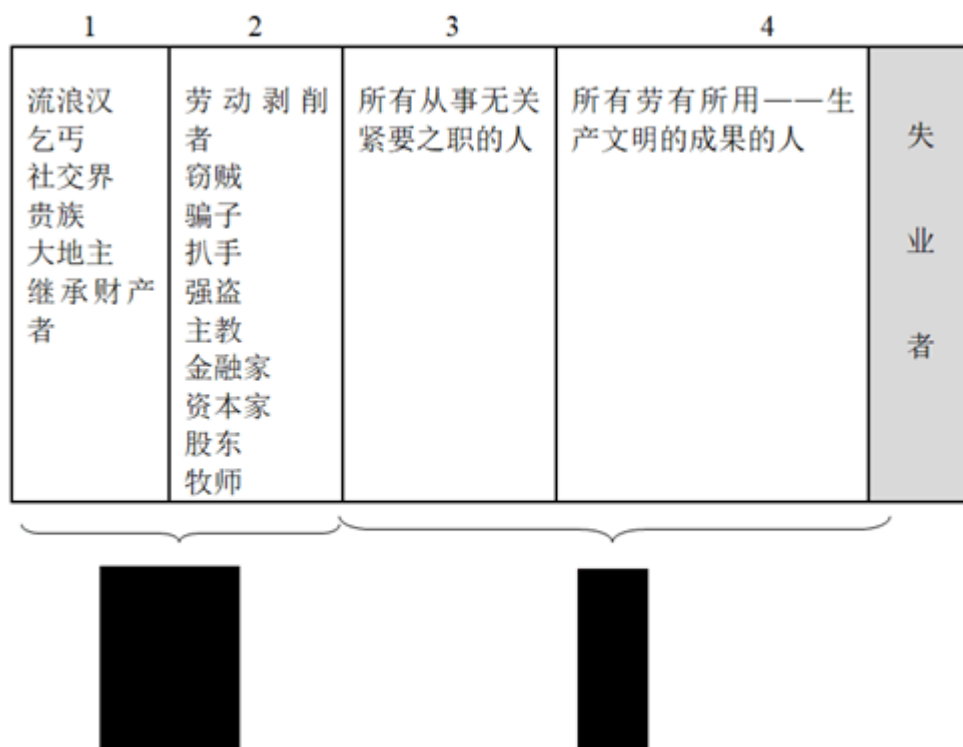 1 2 3 4
流浪汉
乞丐
社交界
贵族
大地主
继承财产
者
劳动剥削
者
窃贼
骗子
扒手
强盗
主教
金融家
资本家
股东
牧师
所有从事无关
紧要之职的人
所有劳有所用——生
产文明的成果的人
失
业
者